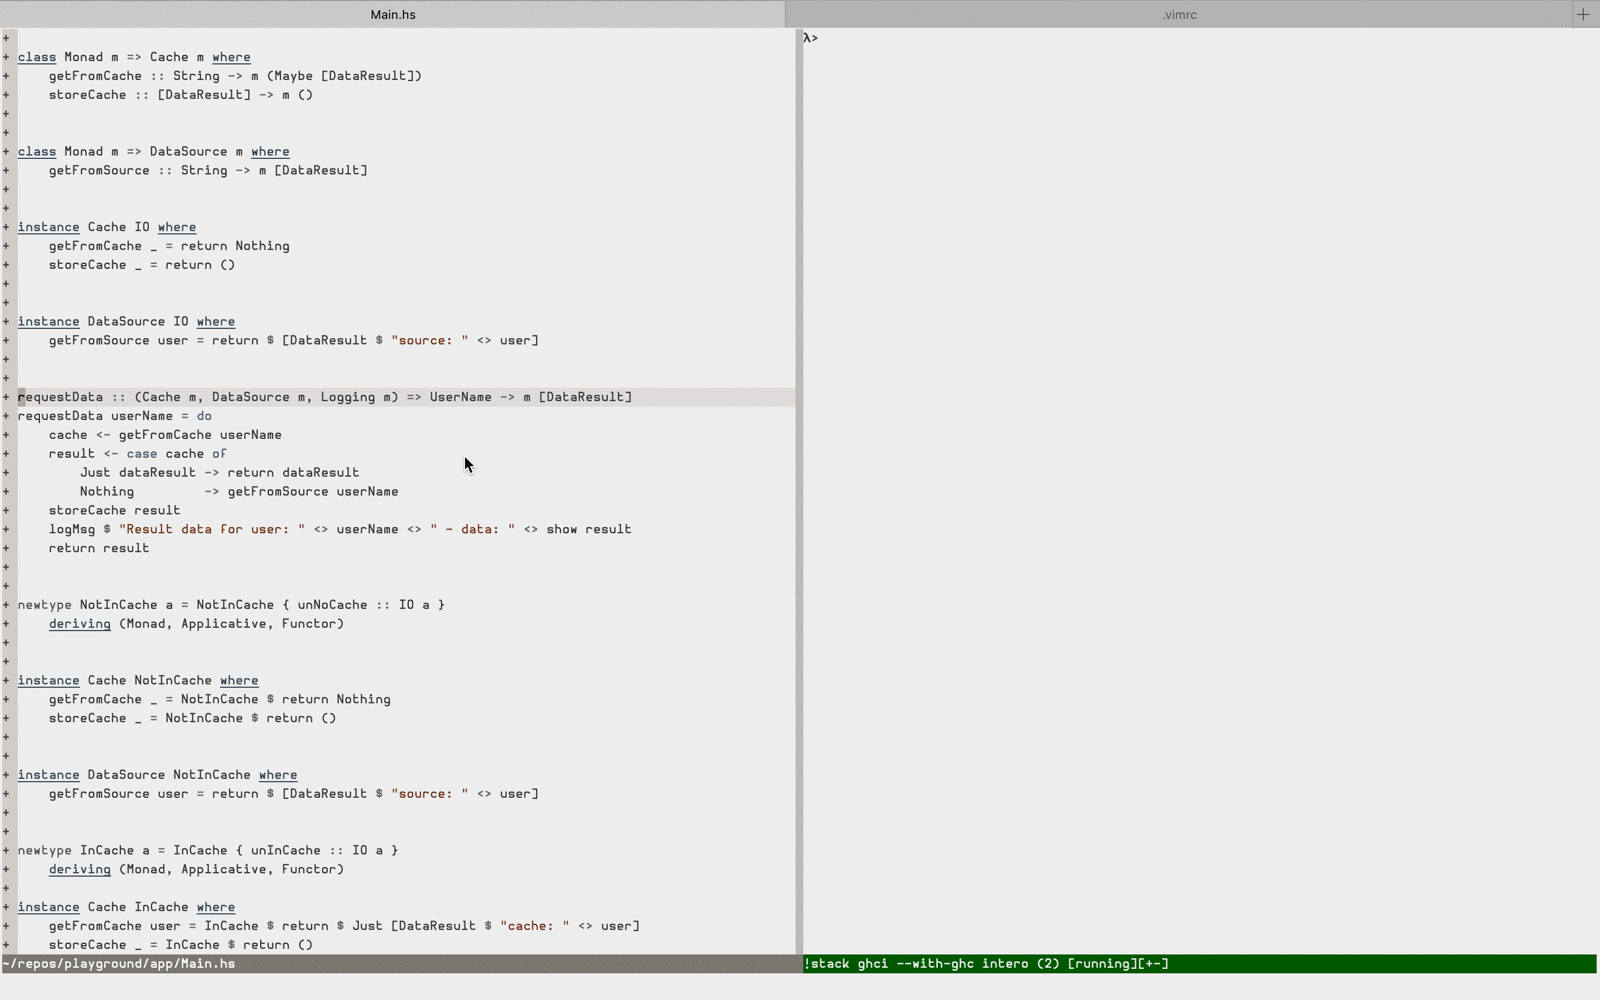 Main.hs
.vimrc
+
+
+ class Monad m => Cache m where
+     getFromCache :: String -> m (Maybe [DataResult])
+     storeCache :: [DataResult] -> m ()
+
+
+ class Monad m => DataSource m where
+     getFromSource :: String -> m [DataResult]
+
+
+ instance Cache IO where
+     getFromCache _ = return Nothing
+     storeCache _ = return ()
+
+
+ instance DataSource IO where
+     getFromSource user = return $ [DataResult $ "source: " <> user]
+
+
+ requestData :: (Cache m, DataSource m, Logging m) => UserName -> m [DataResult]
+ requestData userName = do
+     cache <- getFromCache userName
+     result <- case cache of
+         Just dataResult -> return dataResult
+         Nothing         -> getFromSource userName
+     storeCache result
+     logMsg $ "Result data for user: " <> userName <> " - data: " <> show result
+     return result
+
+
+ newtype NotInCache a = NotInCache { unNoCache :: IO a }
+     deriving (Monad, Applicative, Functor)
+
+
+ instance Cache NotInCache where
+     getFromCache _ = NotInCache $ return Nothing
+     storeCache _ = NotInCache $ return ()
+
+
+ instance DataSource NotInCache where
+     getFromSource user = return $ [DataResult $ "source: " <> user]
+
+
+ newtype InCache a = InCache { unInCache :: IO a }
+     deriving (Monad, Applicative, Functor)
+
+ instance Cache InCache where
+     getFromCache user = InCache $ return $ Just [DataResult $ "cache: " <> user]
+     storeCache _ = InCache $ return ()
~/repos/playground/app/Main.hs
λ>
!stack ghci --with-ghc intero (2) [running][+-]